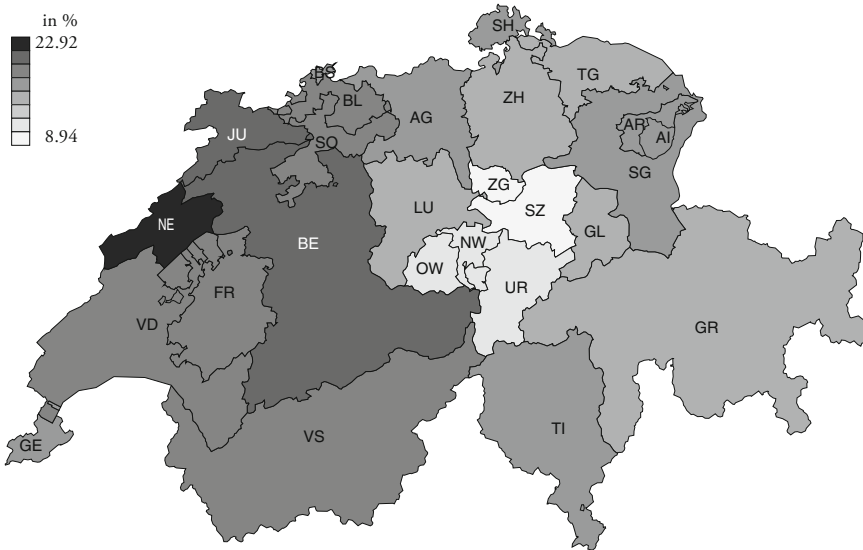 in %
22.92
8.94
SH
BS
BL
TG
ZH
AG
JU
SO
AR
AI
SG
ZG
LU
SZ
NE
BE
GL
NW
OW
UR
FR
VD
GR
TI
VS
GE